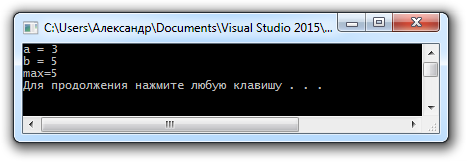 C:\Users\Александр\Documents\Visual Studio 2015\...
a = 3
b = 5
max=5
Для продолжения нажмите любую клавишу . . .